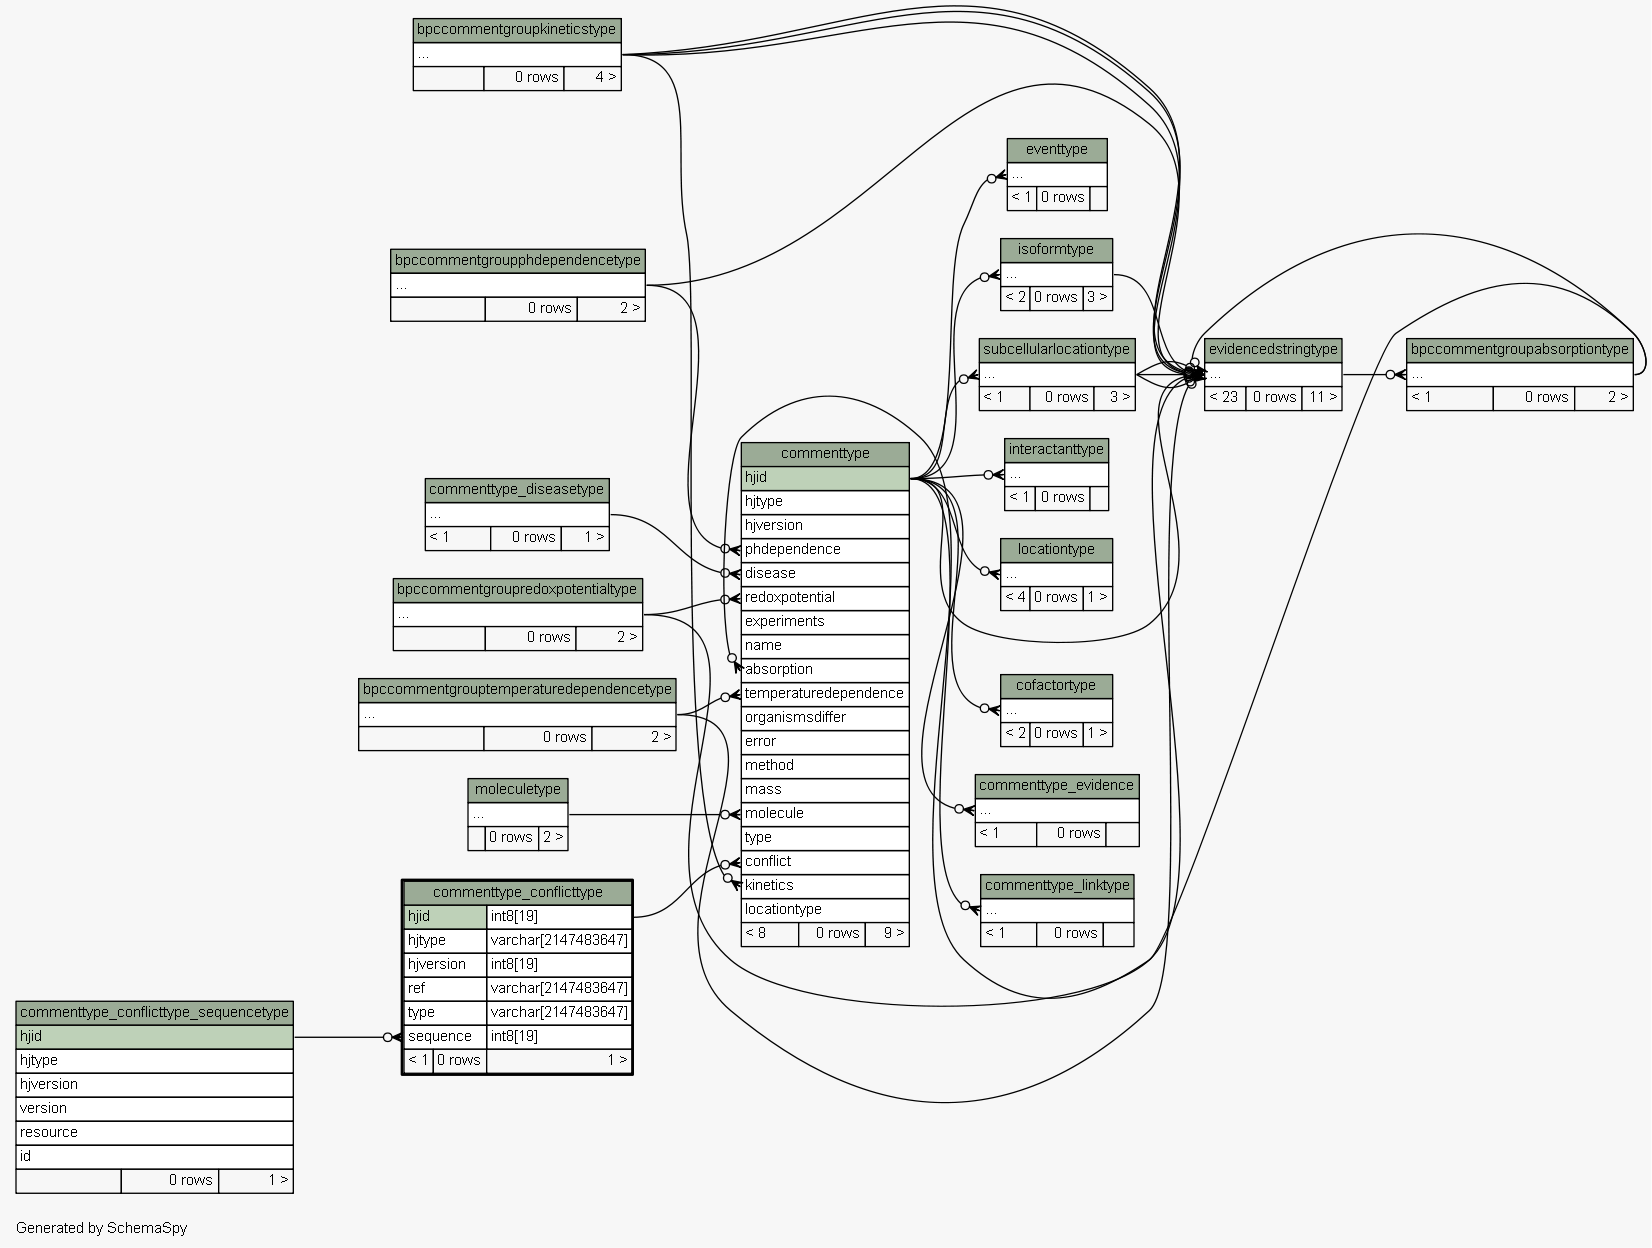 bpccommentgroupkineticstype
...
0 rows 4 >
eventtype
...
< 1 0 rows
isoformtype
...
< 2 0 rows 3 >
bpccommentgroupphdependencetype
...
0 rows 2 >
subcellularlocationtype
...
< 1 0 rows 3 >
evidencedstringtype
...
< 23 0 rows 11 >
bpccommentgroupabsorptiontype
...
< 1 0 rows 2 >
interactanttype
...
< 1 0 rows
locationtype
...
< 4 0 rows 1 >
cofactortype
...
< 2 0 rows 1 >
commenttype_evidence
...
< 1 0 rows
commenttype_linktype
...
< 1 0 rows
commenttype
hjid
hjtype
hjversion
phdependence
disease
redoxpotential
experiments
name
absorption
temperaturedependence
organismsdiffer
error
method
mass
molecule
type
conflict
kinetics
locationtype
< 8 0 rows 9 >
commenttype_diseasetype
...
< 1 0 rows 1 >
bpccommentgroupredoxpotentialtype
...
0 rows 2 >
bpccommentgrouptemperaturedependencetype
...
0 rows 2 >
moleculetype
...
0 rows 2 >
commenttype_conflicttype
hjid int8[19]
hjtype varchar[2147483647]
hjversion int8[19]
ref varchar[2147483647]
type varchar[2147483647]
sequence int8[19]
< 1 0 rows 1 >
commenttype_conflicttype_sequencetype
hjid
hjtype
hjversion
version
resource
id
0 rows 1 >
Generated by SchemaSpy